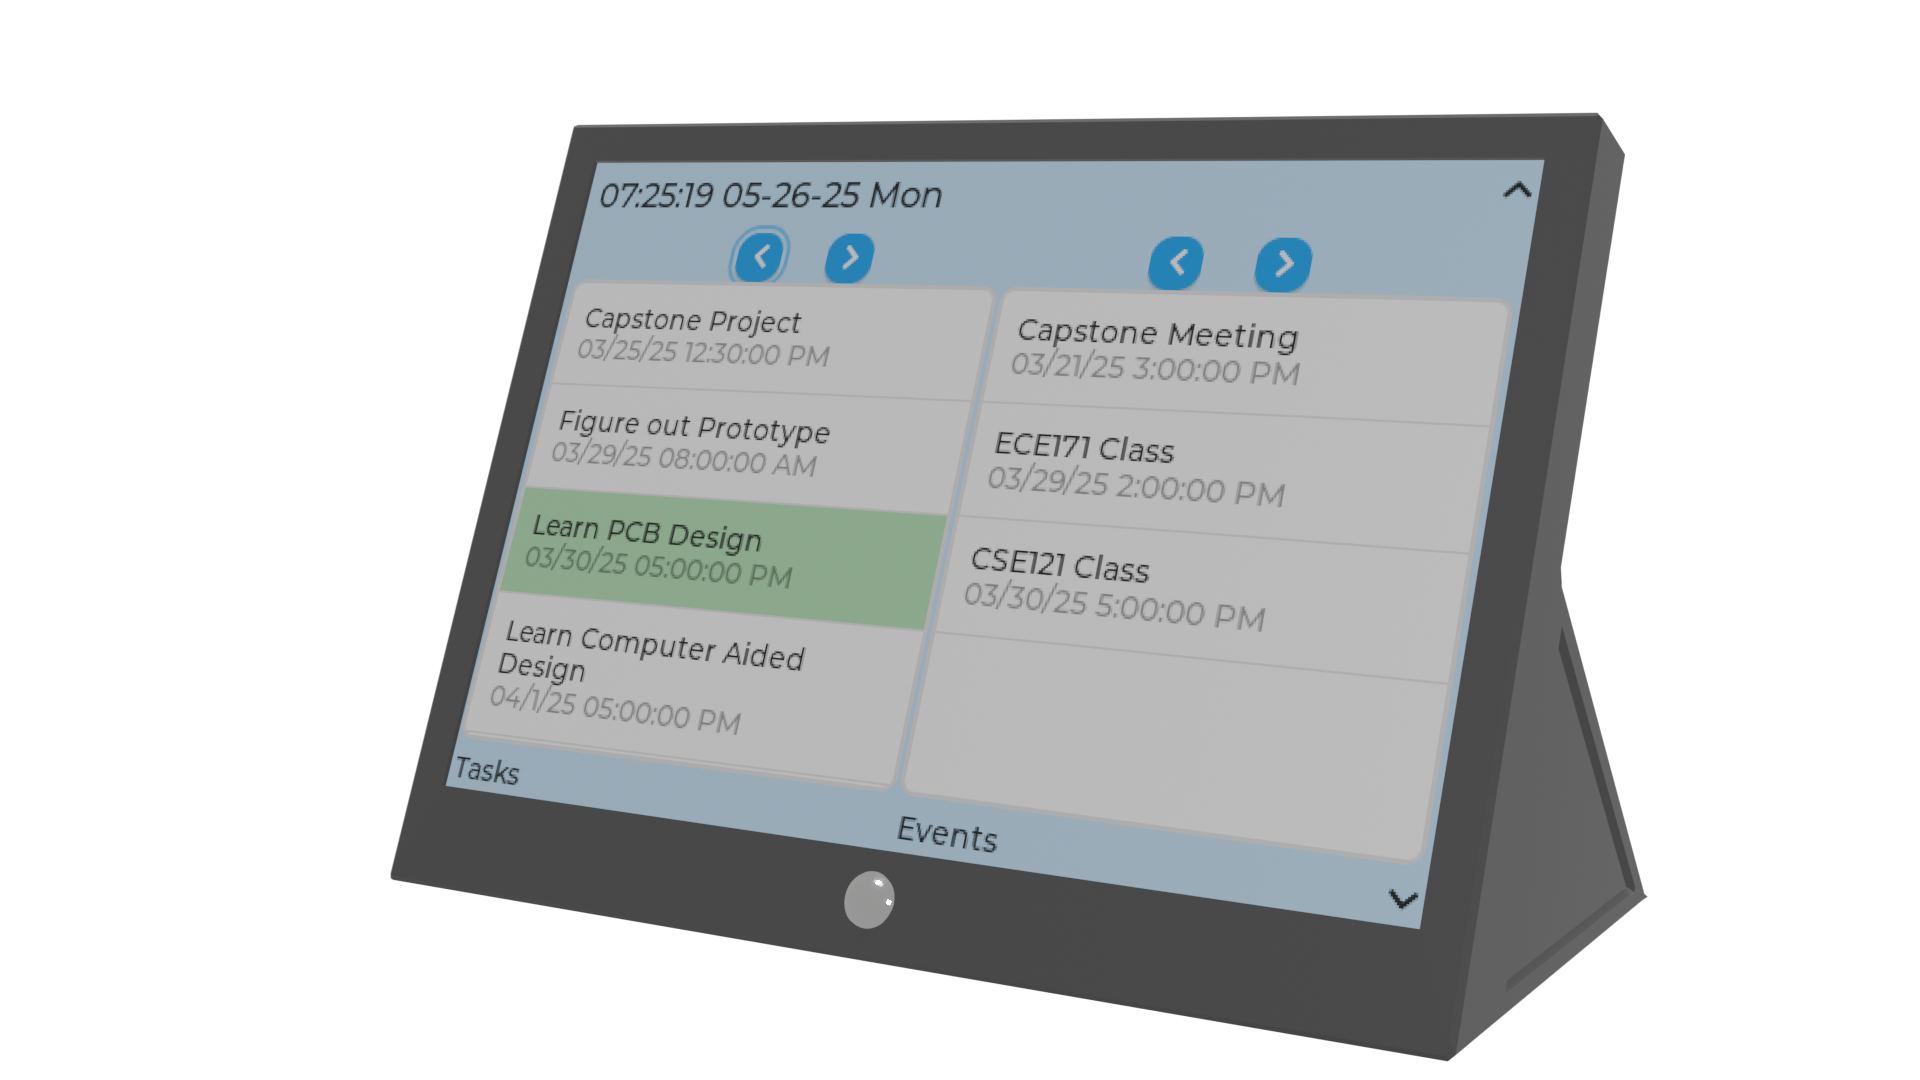 07:25:19 05-26-25 Mon
Capstone Project
03/25/25 12:30:00 PM
Figure out Prototype
03/29/25 08:00:00 AM
Learn PCB Design
03/30/25 05:00:00 PM
Learn Computer Aided
Design
04/1/25 05:00:00 PM
Tasks
Capstone Meeting
03/21/25 3:00:00 PM
ECE171 Class
03/29/25 2:00:00 PM
CSE121 Class
03/30/25 5:00:00 PM
Events